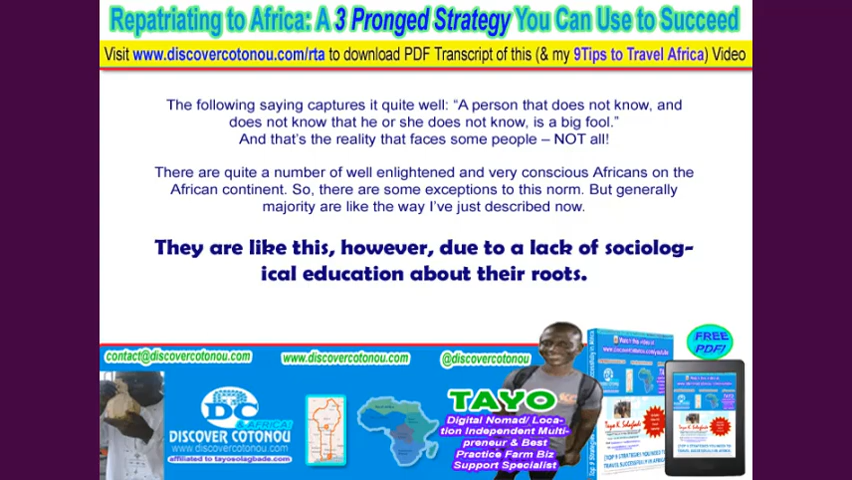 Repatriating to Africa: A 3 Pronged Strategy You Can Use to Succeed
Visit www.discovercotonou.com/rta to download PDF Transcript of this (& my 9Tips to Travel Africa) Video
The following saying captures it quite well: “A person that does not know, and
does not know that he or she does not know, is a big fool.”
And that’s the reality that faces some people – NOT all!
There are quite a number of well enlightened and very conscious Africans on the
African continent. So, there are some exceptions to this norm. But generally
majority are like the way I’ve just described now.
They are like this, however, due to a lack of sociolog-
ical education about their roots.
contact@discovercotonou.com
www.discovercotonou.com
@discovercotonou
FREE
PDF!
DC
& AFRICA!
DISCOVER COTONOU
www.discovercotonou.com
affiliated to tayosolagbade.com
TAYO
Digital Nomad/ Loca-
tion Independent Multi-
preneur & Best
Practice Farm Biz
Support Specialist